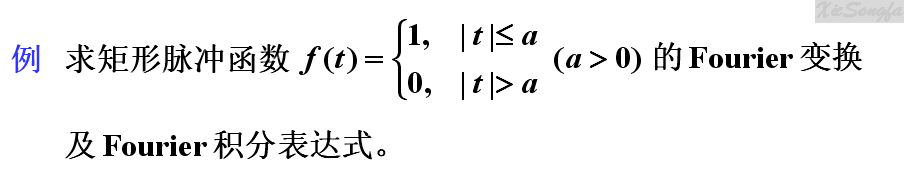 XieSongfa
例 求矩形脉冲函数 f(t) = { 1, |t|≤ a (a > 0) 的 Fourier 变换
0, |t|> a
及 Fourier 积分表达式。